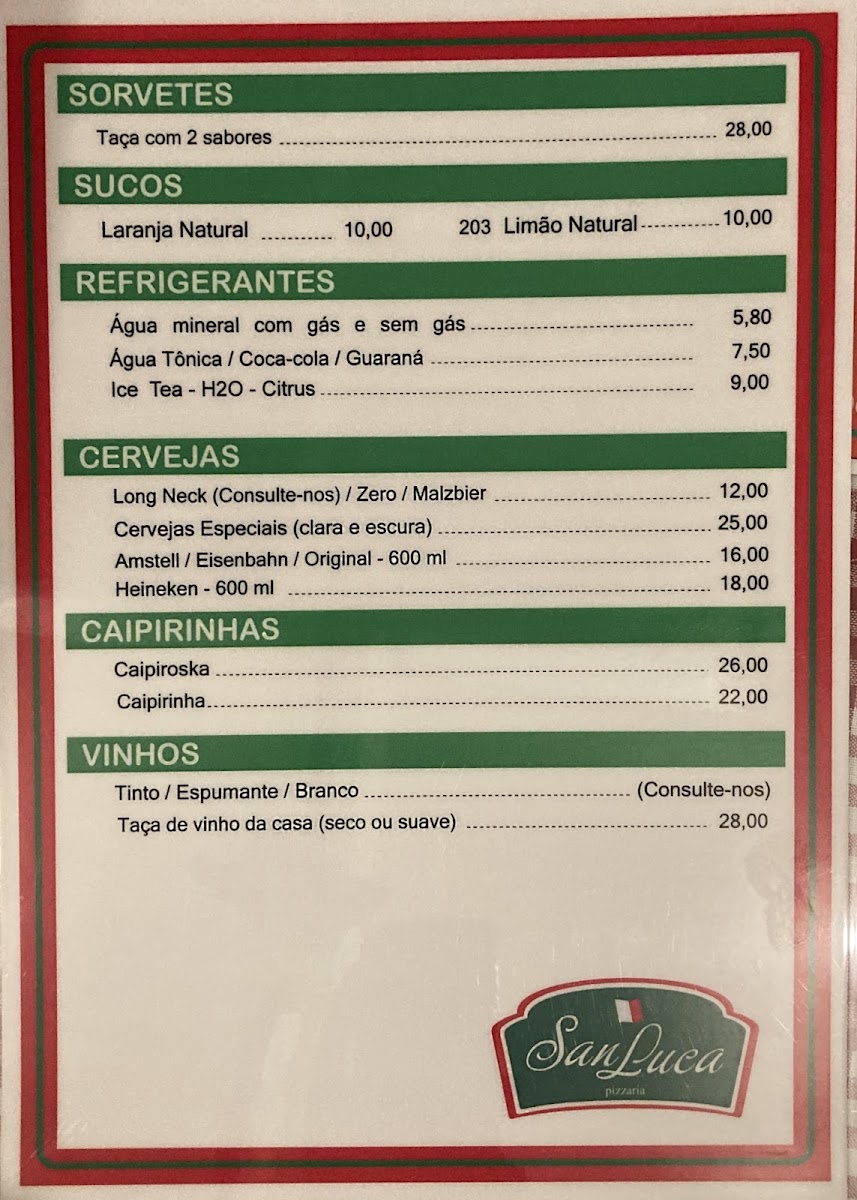 SORVETES
Taça com 2 sabores 28,00
SUCOS
Laranja Natural 10,00 203 Limão Natural 10,00
REFRIGERANTES
Água mineral com gás e sem gás 5,80
Água Tônica / Coca-cola / Guaraná 7,50
Ice Tea - H2O - Citrus 9,00
CERVEJAS
Long Neck (Consulte-nos) / Zero / Malzbier 12,00
Cervejas Especiais (clara e escura) 25,00
Amstell / Eisenbahn / Original - 600 ml 16,00
Heineken - 600 ml 18,00
CAIPIRINHAS
Caipiroska 26,00
Caipirinha 22,00
VINHOS
Tinto / Espumante / Branco (Consulte-nos)
Taça de vinho da casa (seco ou suave) 28,00
San Luca
pizzaria